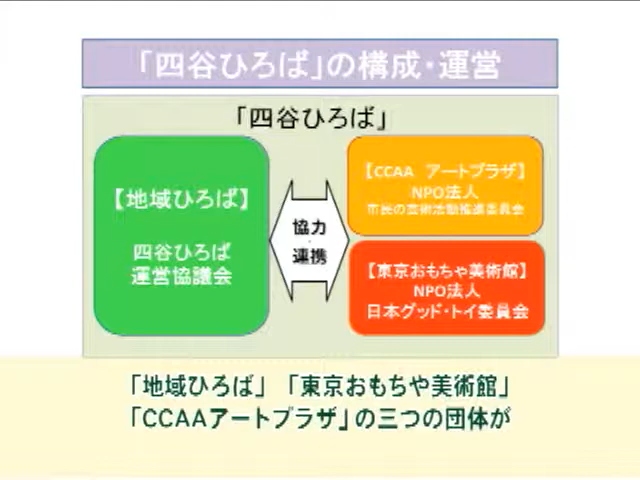 「四谷ひろば」の構成・運営
「四谷ひろば」
【地域ひろば】
四谷ひろば
運営協議会
協力
・
連携
【CCAA　アートプラザ】
NPO法人
市民の芸術活動推進委員会
【東京おもちゃ美術館】
NPO法人
日本グッド・トイ委員会
「地域ひろば」「東京おもちゃ美術館」
「CCAAアートプラザ」の三つの団体が